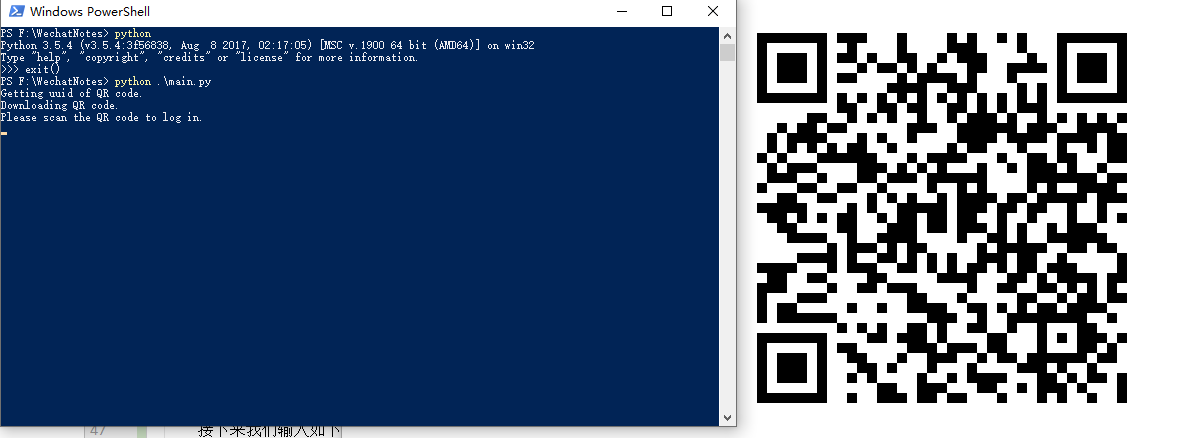 Windows PowerShell
PS F:\WechatNotes> python
Python 3.5.4 (v3.5.4:3f56838, Aug  8 2017, 02:17:05) [MSC v.1900 64 bit (AMD64)] on win32
Type "help", "copyright", "credits" or "license" for more information.
>>> exit()
PS F:\WechatNotes> python .\main.py
Getting uuid of QR code.
Downloading QR code.
Please scan the QR code to log in.
47 接下来我们输入如下